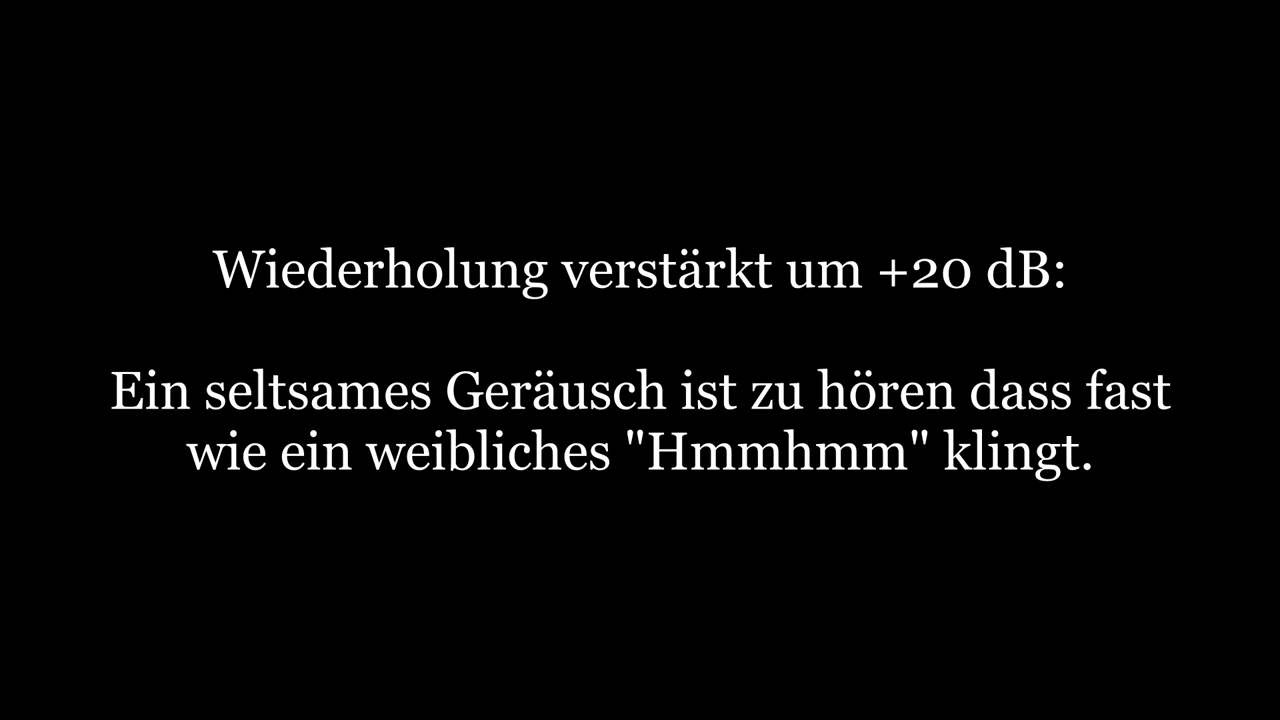 Wiederholung verstärkt um +20 dB:
Ein seltsames Geräusch ist zu hören dass fast
wie ein weibliches "Hmmhmm" klingt.